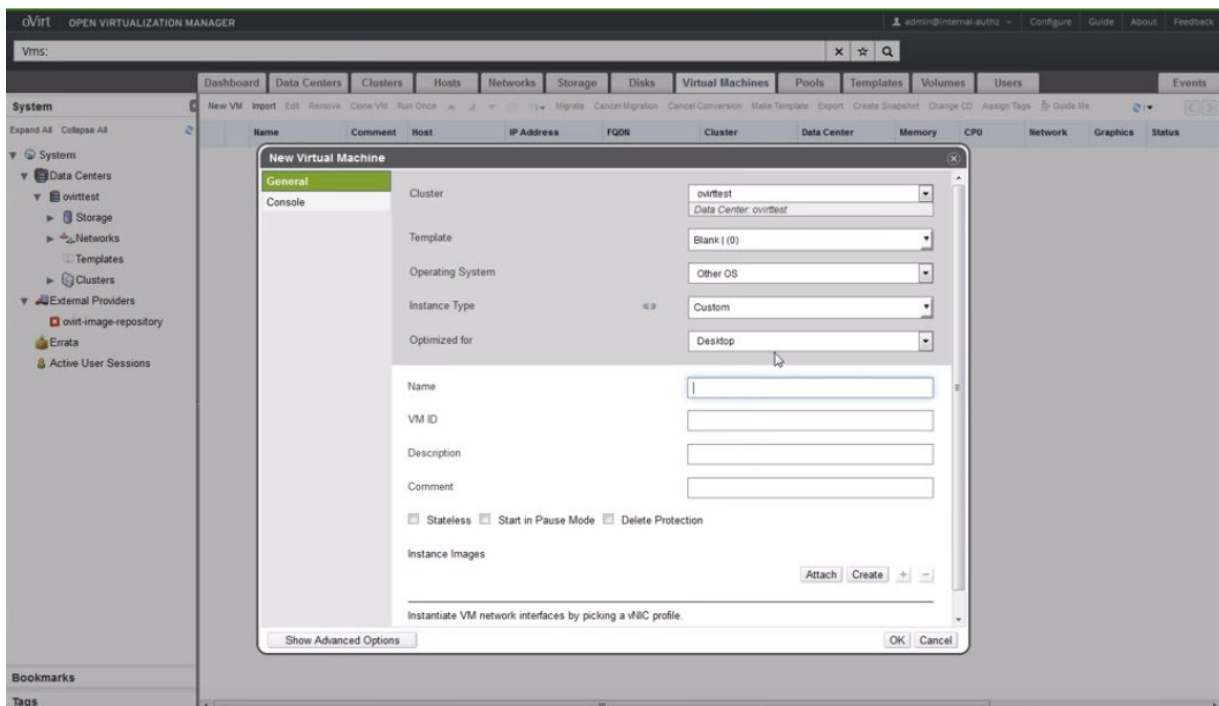 oVirt OPEN VIRTUALIZATION MANAGER
admin@internal-authz Configure Guide About Feedback
Vms:
Dashboard Data Centers Clusters Hosts Networks Storage Disks Virtual Machines Pools Templates Volumes Users Events
System
New VM Import Edit Remove Clone VM Run Once Migrate Cancel Migration Cancel Conversion Make Template Export Create Snapshot Change CD Assign Tags Guide Me
Expand All Collapse All
Name Comment Host IP Address FQDN Cluster Data Center Memory CPU Network Graphics Status
System
Data Centers
ovirttest
Storage
Networks
Templates
Clusters
External Providers
ovirt-image-repository
Errata
Active User Sessions
Bookmarks
Tags
New Virtual Machine
General
Console
Cluster ovirttest
Data Center: ovirttest
Template Blank | (0)
Operating System Other OS
Instance Type Custom
Optimized for Desktop
Name
VM ID
Description
Comment
Stateless Start in Pause Mode Delete Protection
Instance Images
Attach Create + −
Instantiate VM network interfaces by picking a vNIC profile.
Show Advanced Options OK Cancel